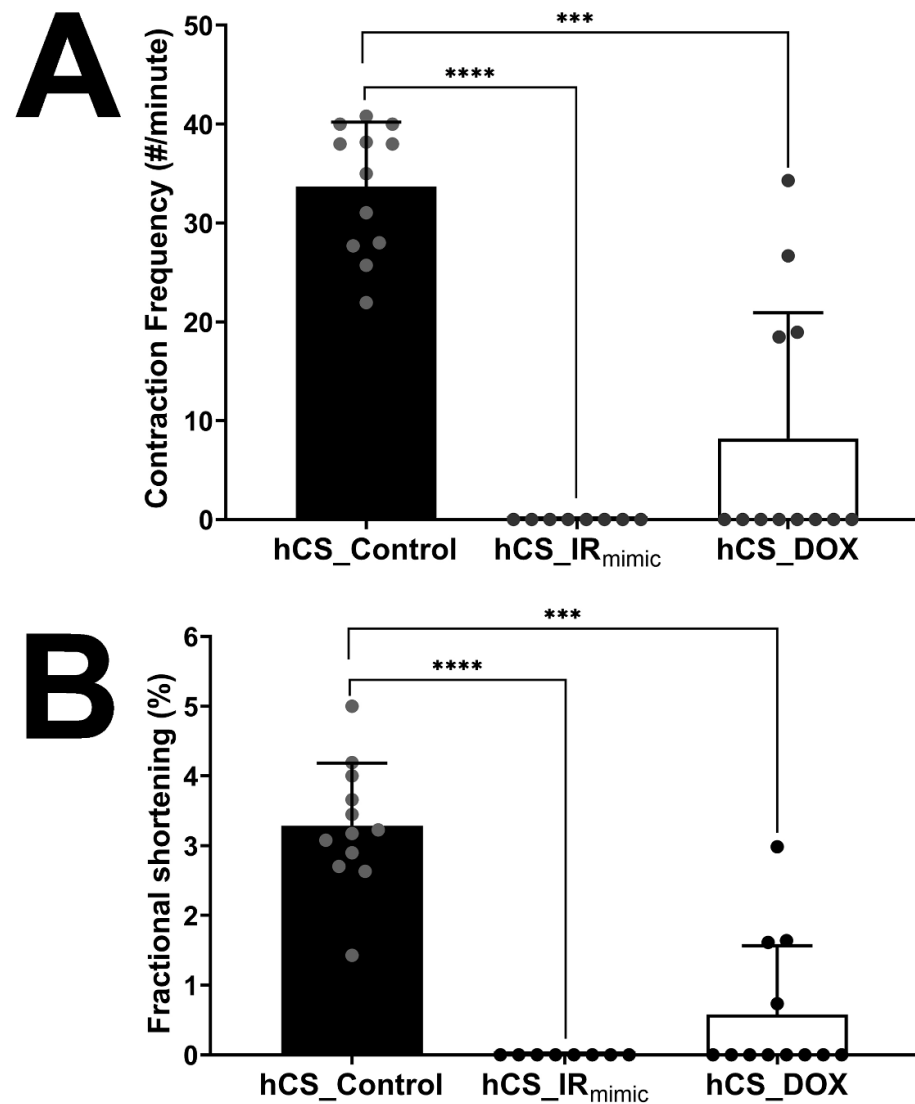 A
Contraction Frequency (#/minute)
50
40
30
20
10
0
***
****
hCS_Control
hCS_IRmimic
hCS_DOX
B
Fractional shortening (%)
6
5
4
3
2
1
0
***
****
hCS_Control
hCS_IRmimic
hCS_DOX